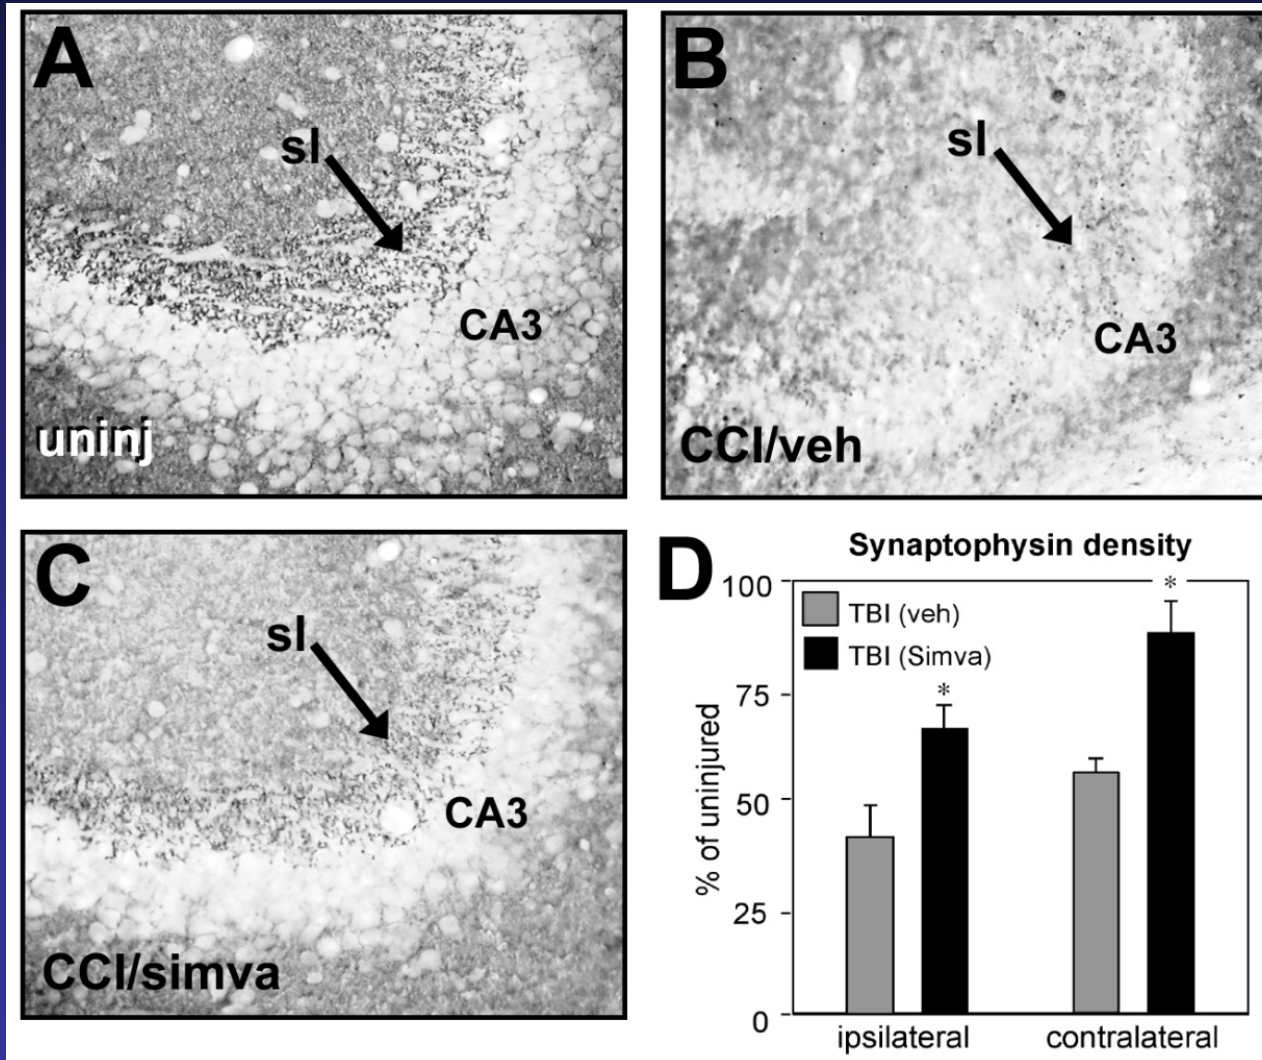 A
sl
CA3
uninj
B
sl
CA3
CCI/veh
C
sl
CA3
CCI/simva
D
Synaptophysin density
100
75
50
25
0
% of uninjured
TBI (veh)
TBI (Simva)
*
*
ipsilateral
contralateral